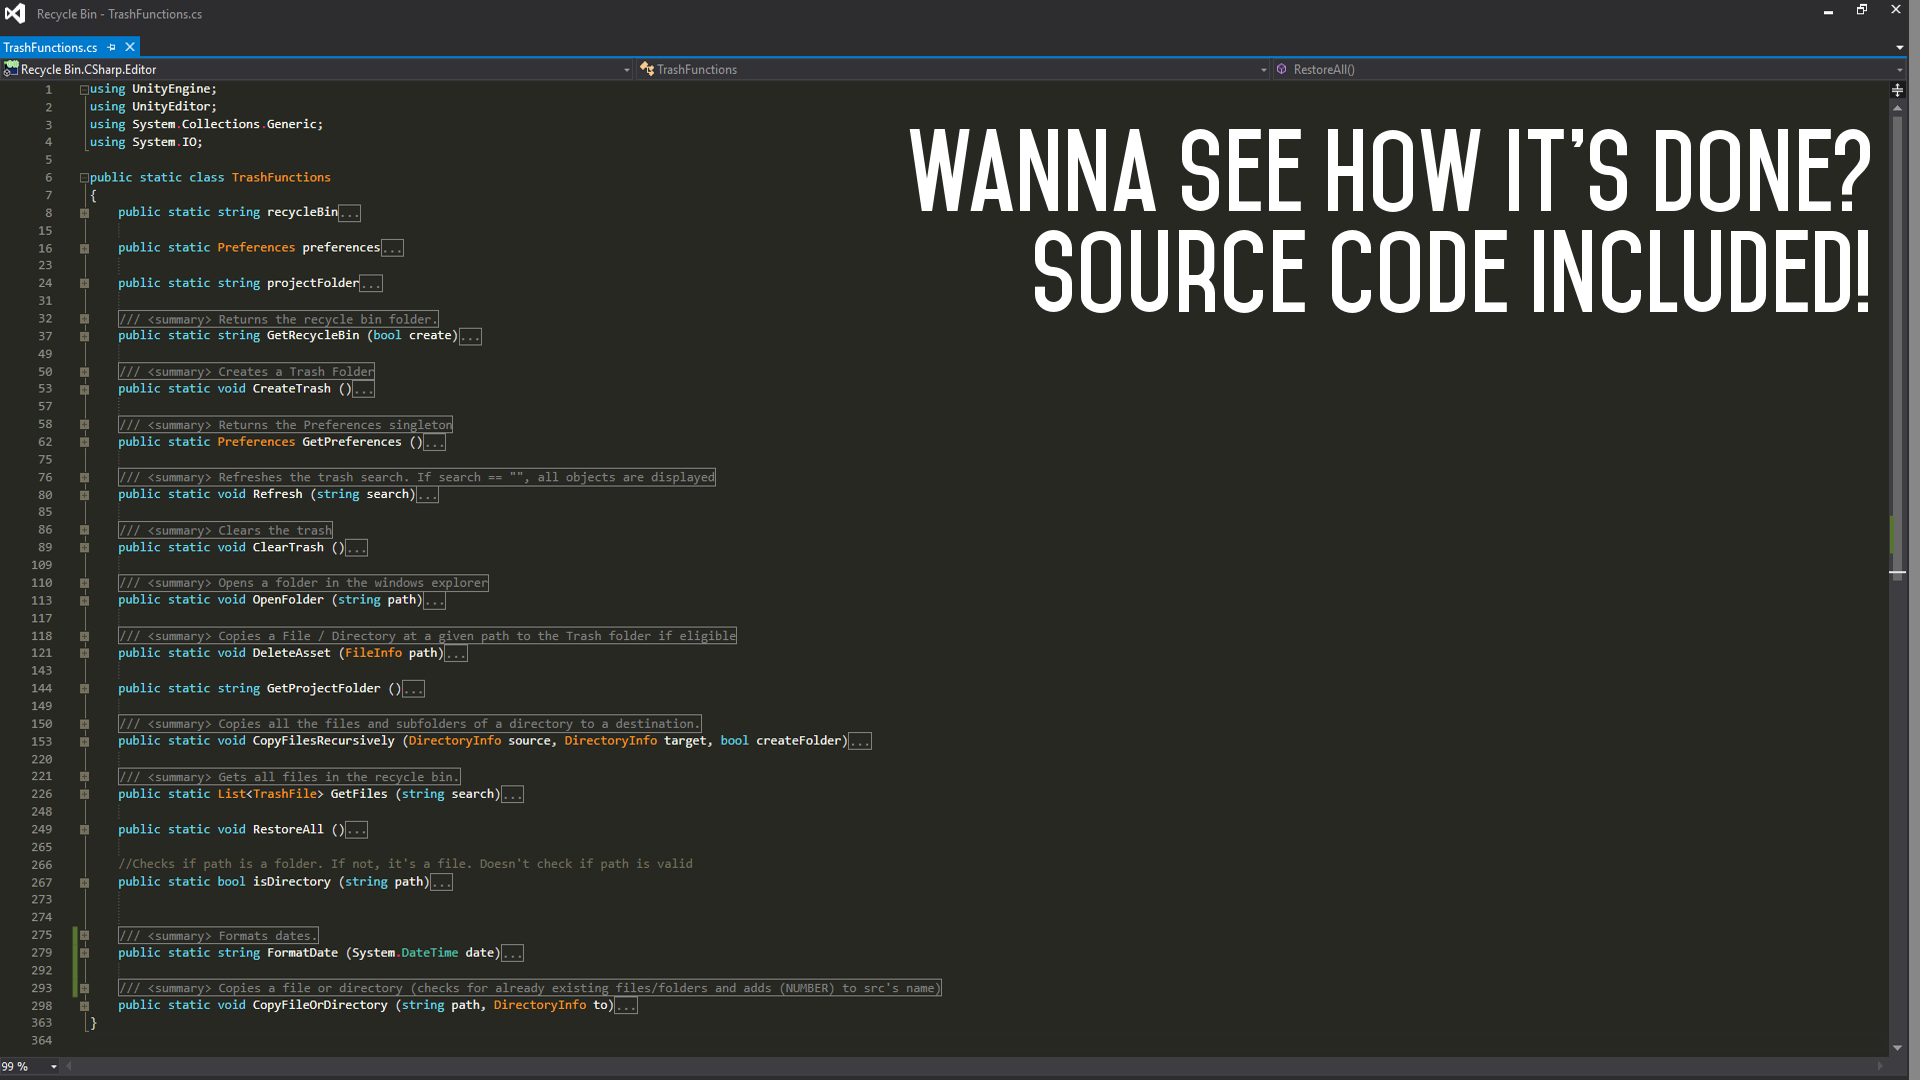 Recycle Bin - TrashFunctions.cs
TrashFunctions.cs
Recycle Bin.CSharp.Editor
TrashFunctions
RestoreAll()
WANNA SEE HOW IT'S DONE?
SOURCE CODE INCLUDED!
1 using UnityEngine;
2 using UnityEditor;
3 using System.Collections.Generic;
4 using System.IO;
5
6 public static class TrashFunctions
7 {
8 public static string recycleBin...
15
16 public static Preferences preferences...
23
24 public static string projectFolder...
31
32 /// <summary> Returns the recycle bin folder.
37 public static string GetRecycleBin (bool create)...
49
50 /// <summary> Creates a Trash Folder
53 public static void CreateTrash ()...
57
58 /// <summary> Returns the Preferences singleton
62 public static Preferences GetPreferences ()...
75
76 /// <summary> Refreshes the trash search. If search == "", all objects are displayed
80 public static void Refresh (string search)...
85
86 /// <summary> Clears the trash
89 public static void ClearTrash ()...
109
110 /// <summary> Opens a folder in the windows explorer
113 public static void OpenFolder (string path)...
117
118 /// <summary> Copies a File / Directory at a given path to the Trash folder if eligible
121 public static void DeleteAsset (FileInfo path)...
143
144 public static string GetProjectFolder ()...
149
150 /// <summary> Copies all the files and subfolders of a directory to a destination.
153 public static void CopyFilesRecursively (DirectoryInfo source, DirectoryInfo target, bool createFolder)...
220
221 /// <summary> Gets all files in the recycle bin.
226 public static List<TrashFile> GetFiles (string search)...
248
249 public static void RestoreAll ()...
265
266 //Checks if path is a folder. If not, it's a file. Doesn't check if path is valid
267 public static bool isDirectory (string path)...
273
274
275 /// <summary> Formats dates.
279 public static string FormatDate (System.DateTime date)...
292
293 /// <summary> Copies a file or directory (checks for already existing files/folders and adds (NUMBER) to src's name)
298 public static void CopyFileOrDirectory (string path, DirectoryInfo to)...
363 }
364
99 %